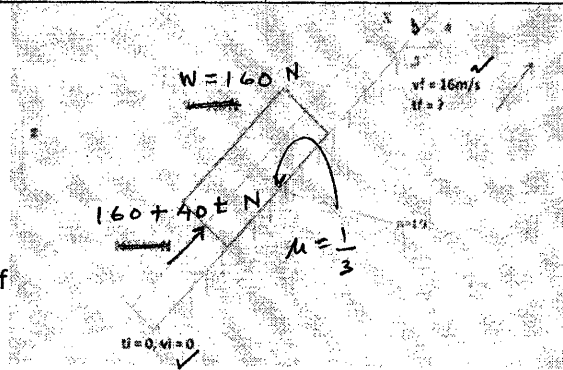 W = 160 N
vf = 16m/s
tf = ?
160 + 40t N
μ = 1/3
f
ti = 0, vi = 0